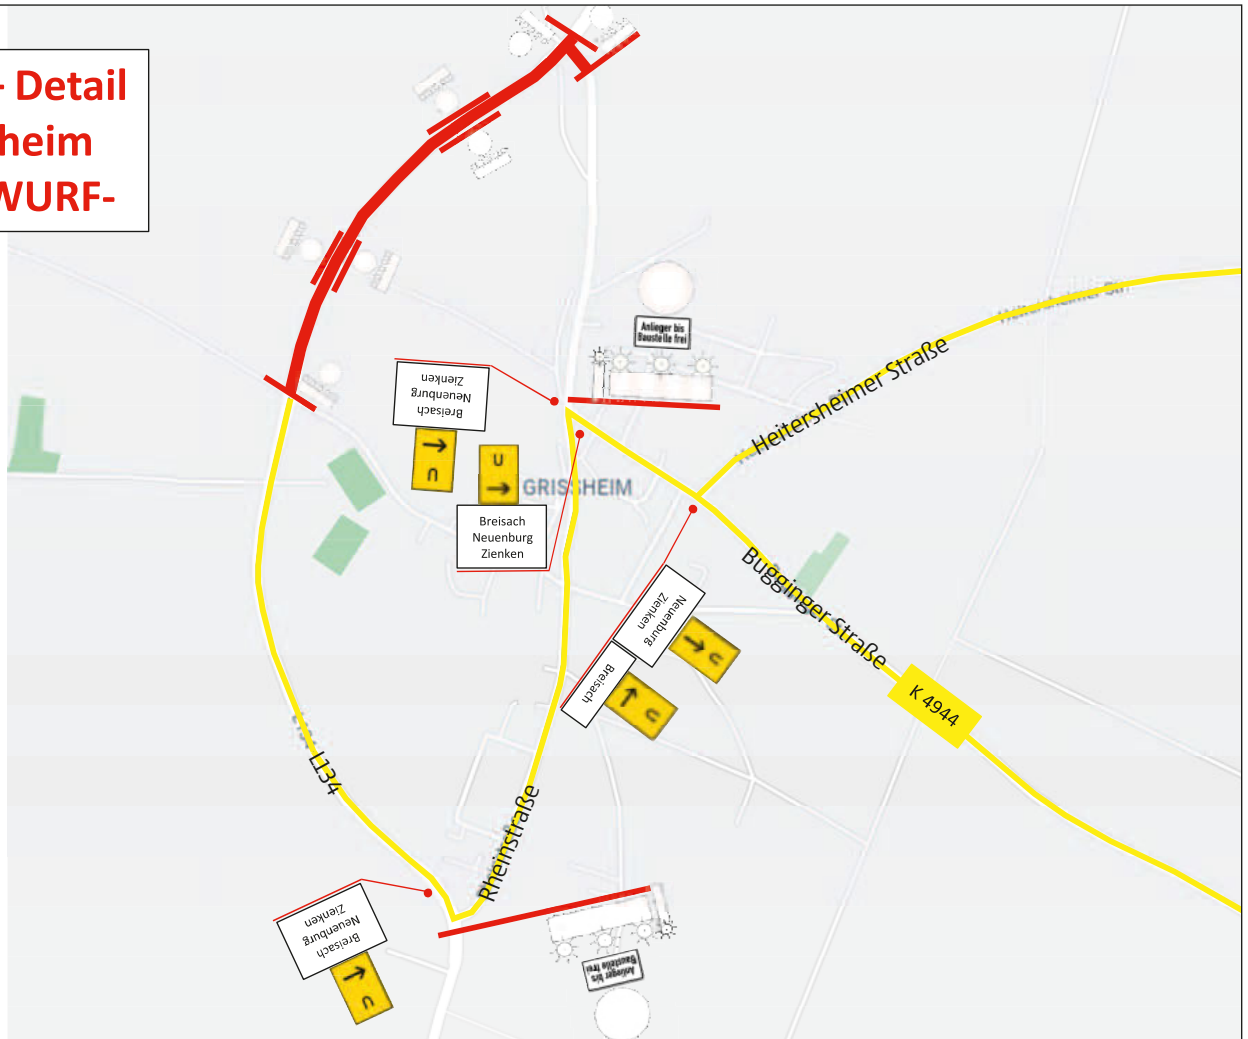 - Detail
heim
WURF-
Anlieger bis
Baustelle frei
Heitersheimer Straße
Breisach
Neuenburg
Zienken
U
U
GRISSHEIM
Breisach
Neuenburg
Zienken
Neuenburg
Zienken
U
Breisach
U
Bugginger Straße
K 4944
L134
Rheinstraße
Breisach
Neuenburg
Zienken
U
Anlieger bis
Baustelle frei